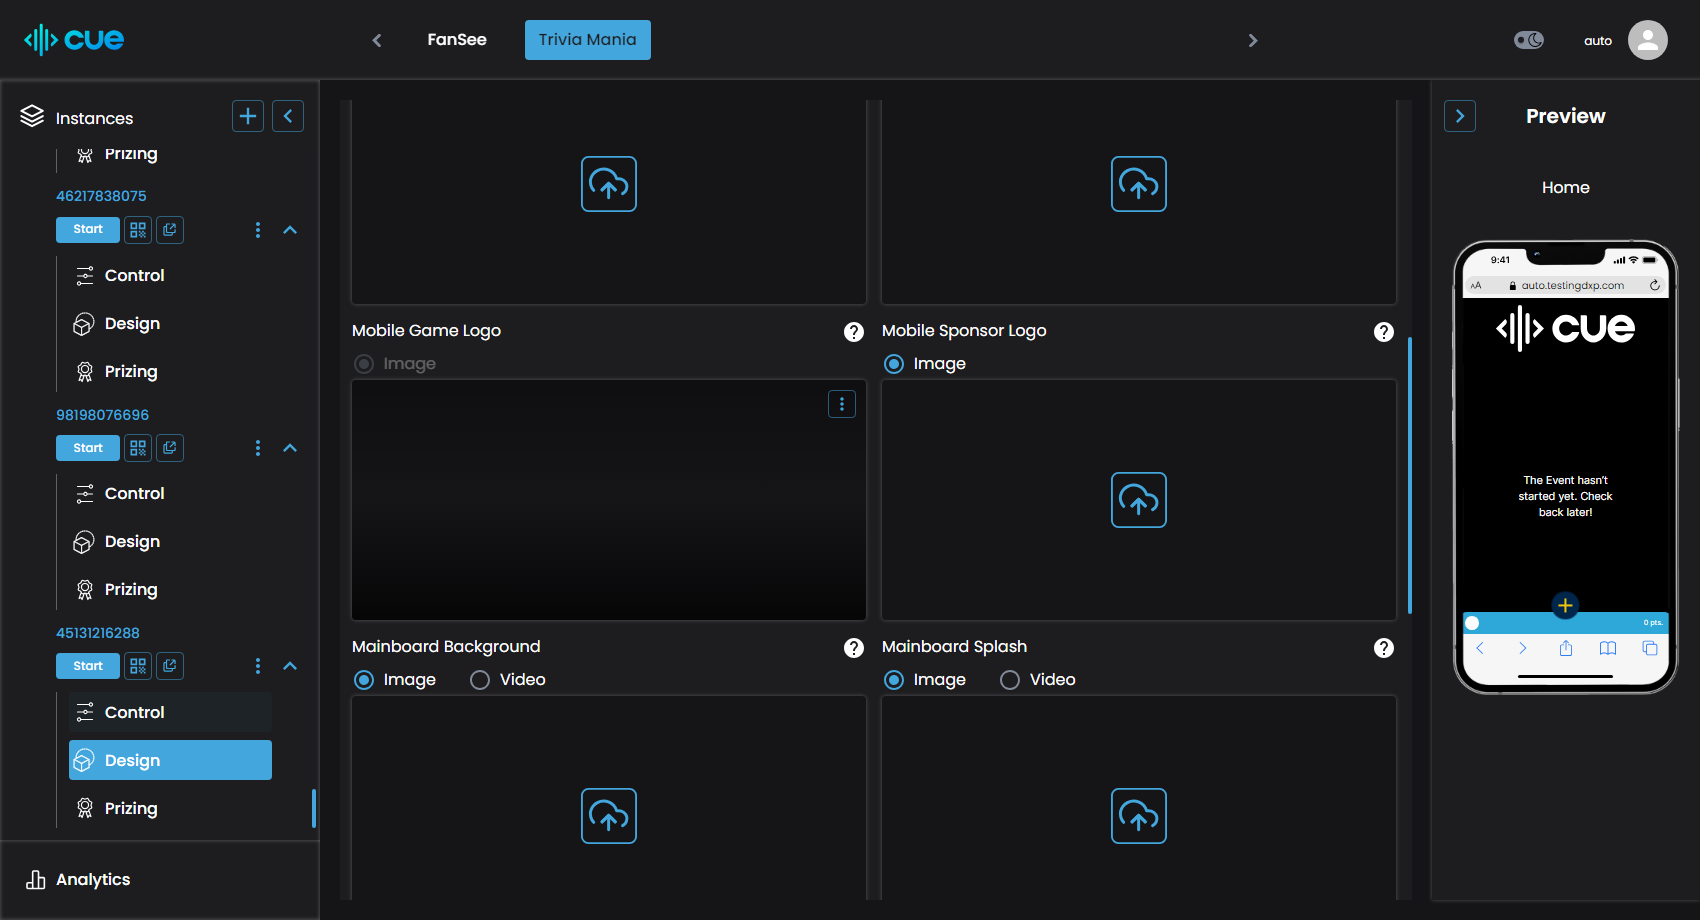 cue
FanSee
Trivia Mania
auto
Instances
Prizing
46217838075
Start
Control
Design
Prizing
98198076696
Start
Control
Design
Prizing
45131216288
Start
Control
Design
Prizing
Analytics
Mobile Game Logo
?
Image
Mobile Sponsor Logo
?
Image
Mainboard Background
?
Image
Video
Mainboard Splash
?
Image
Video
Preview
Home
9:41
AA
auto.testingdxp.com
cue
The Event hasn't
started yet. Check
back later!
0 pts.